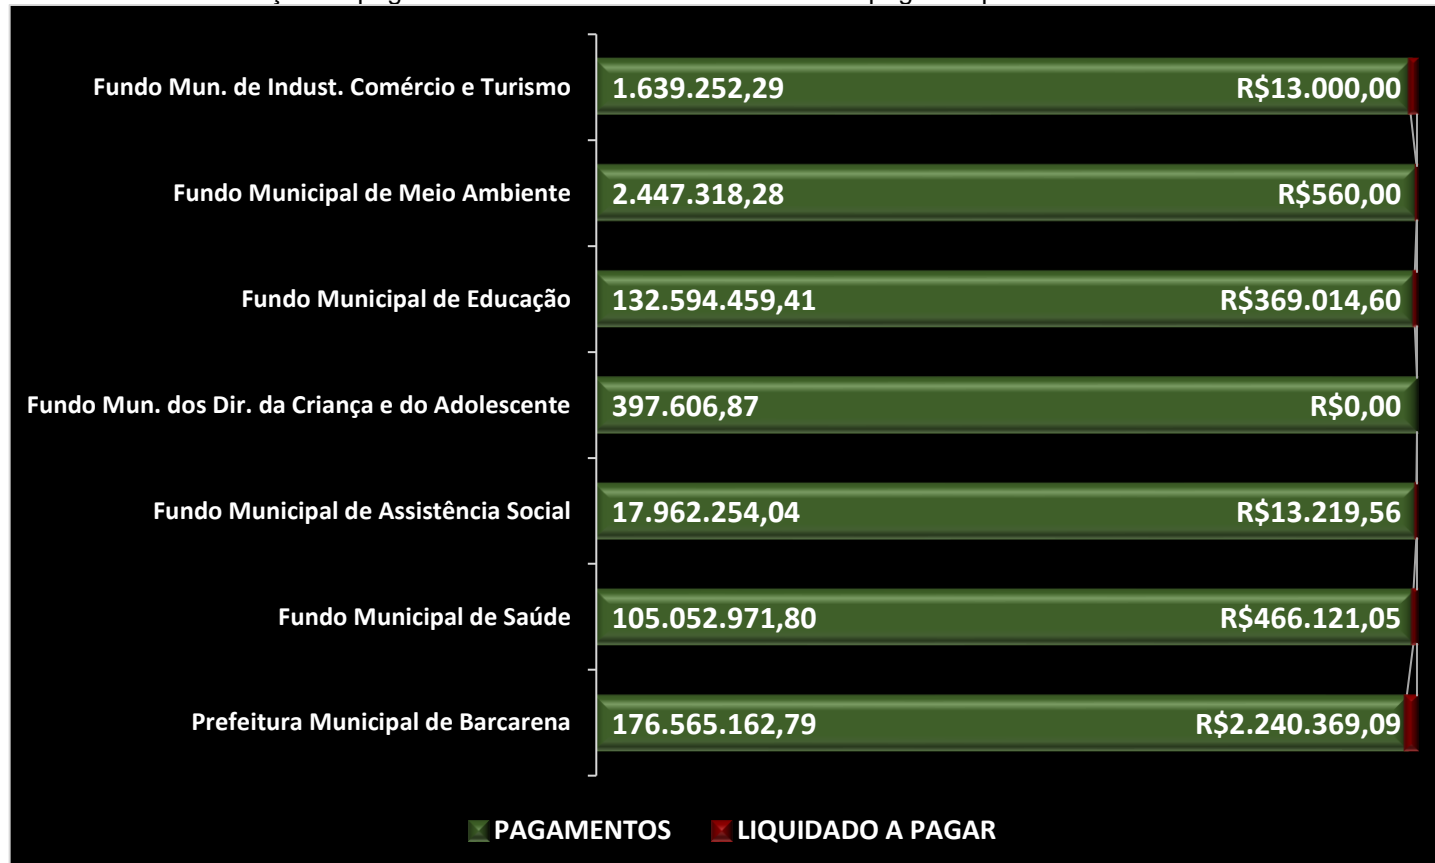 Fundo Mun. de Indust. Comércio e Turismo 1.639.252,29 R$13.000,00
Fundo Municipal de Meio Ambiente 2.447.318,28 R$560,00
Fundo Municipal de Educação 132.594.459,41 R$369.014,60
Fundo Mun. dos Dir. da Criança e do Adolescente 397.606,87 R$0,00
Fundo Municipal de Assistência Social 17.962.254,04 R$13.219,56
Fundo Municipal de Saúde 105.052.971,80 R$466.121,05
Prefeitura Municipal de Barcarena 176.565.162,79 R$2.240.369,09
PAGAMENTOS LIQUIDADO A PAGAR